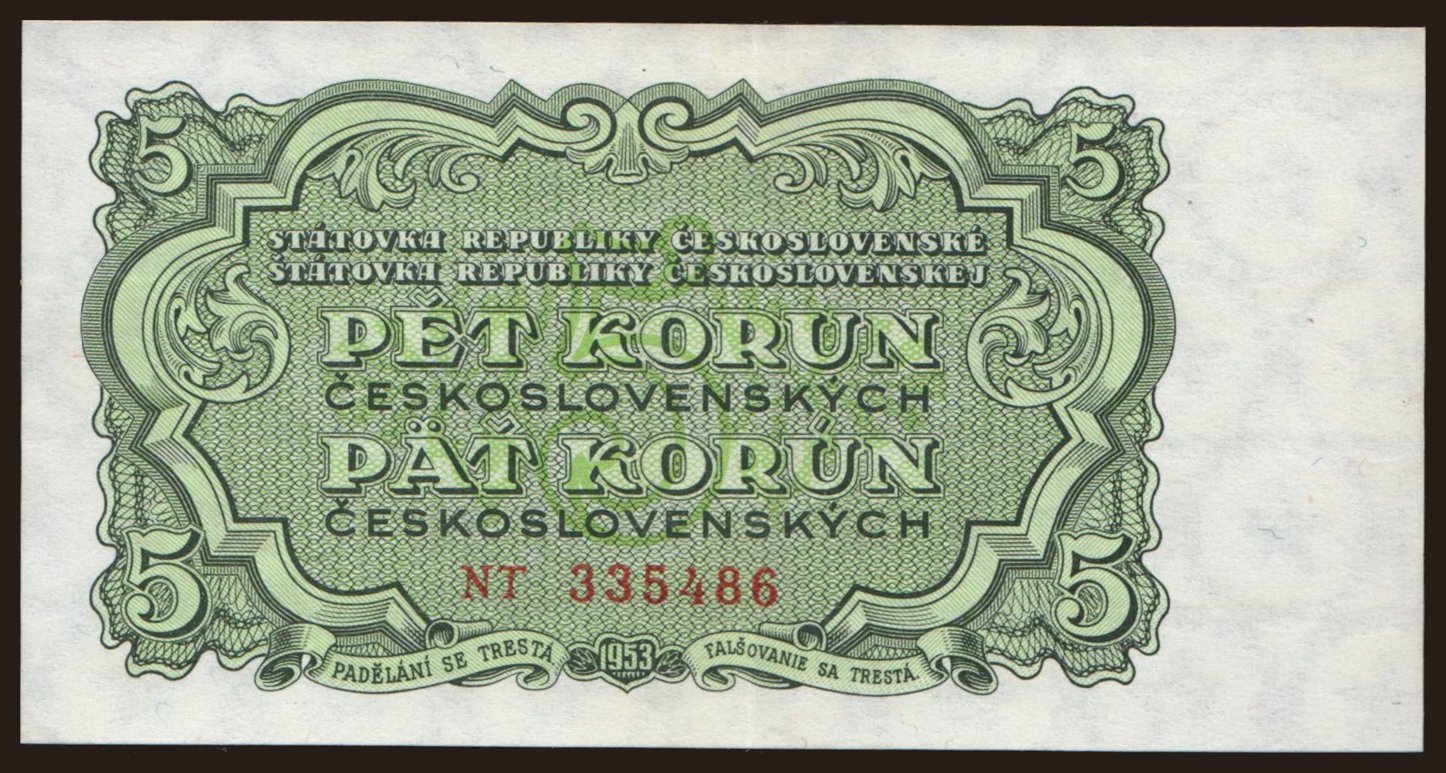 5 5
STÁTOVKA REPUBLIKY ČESKOSLOVENSKÉ
ŠTÁTOVKA REPUBLIKY ČESKOSLOVENSKEJ
PĚT KORUN
ČESKOSLOVENSKÝCH
PÄŤ KORÚN
ČESKOSLOVENSKÝCH
NT 335486
5 5
PADĚLÁNÍ SE TRESTÁ. 1953 FALŠOVANIE SA TRESTÁ.